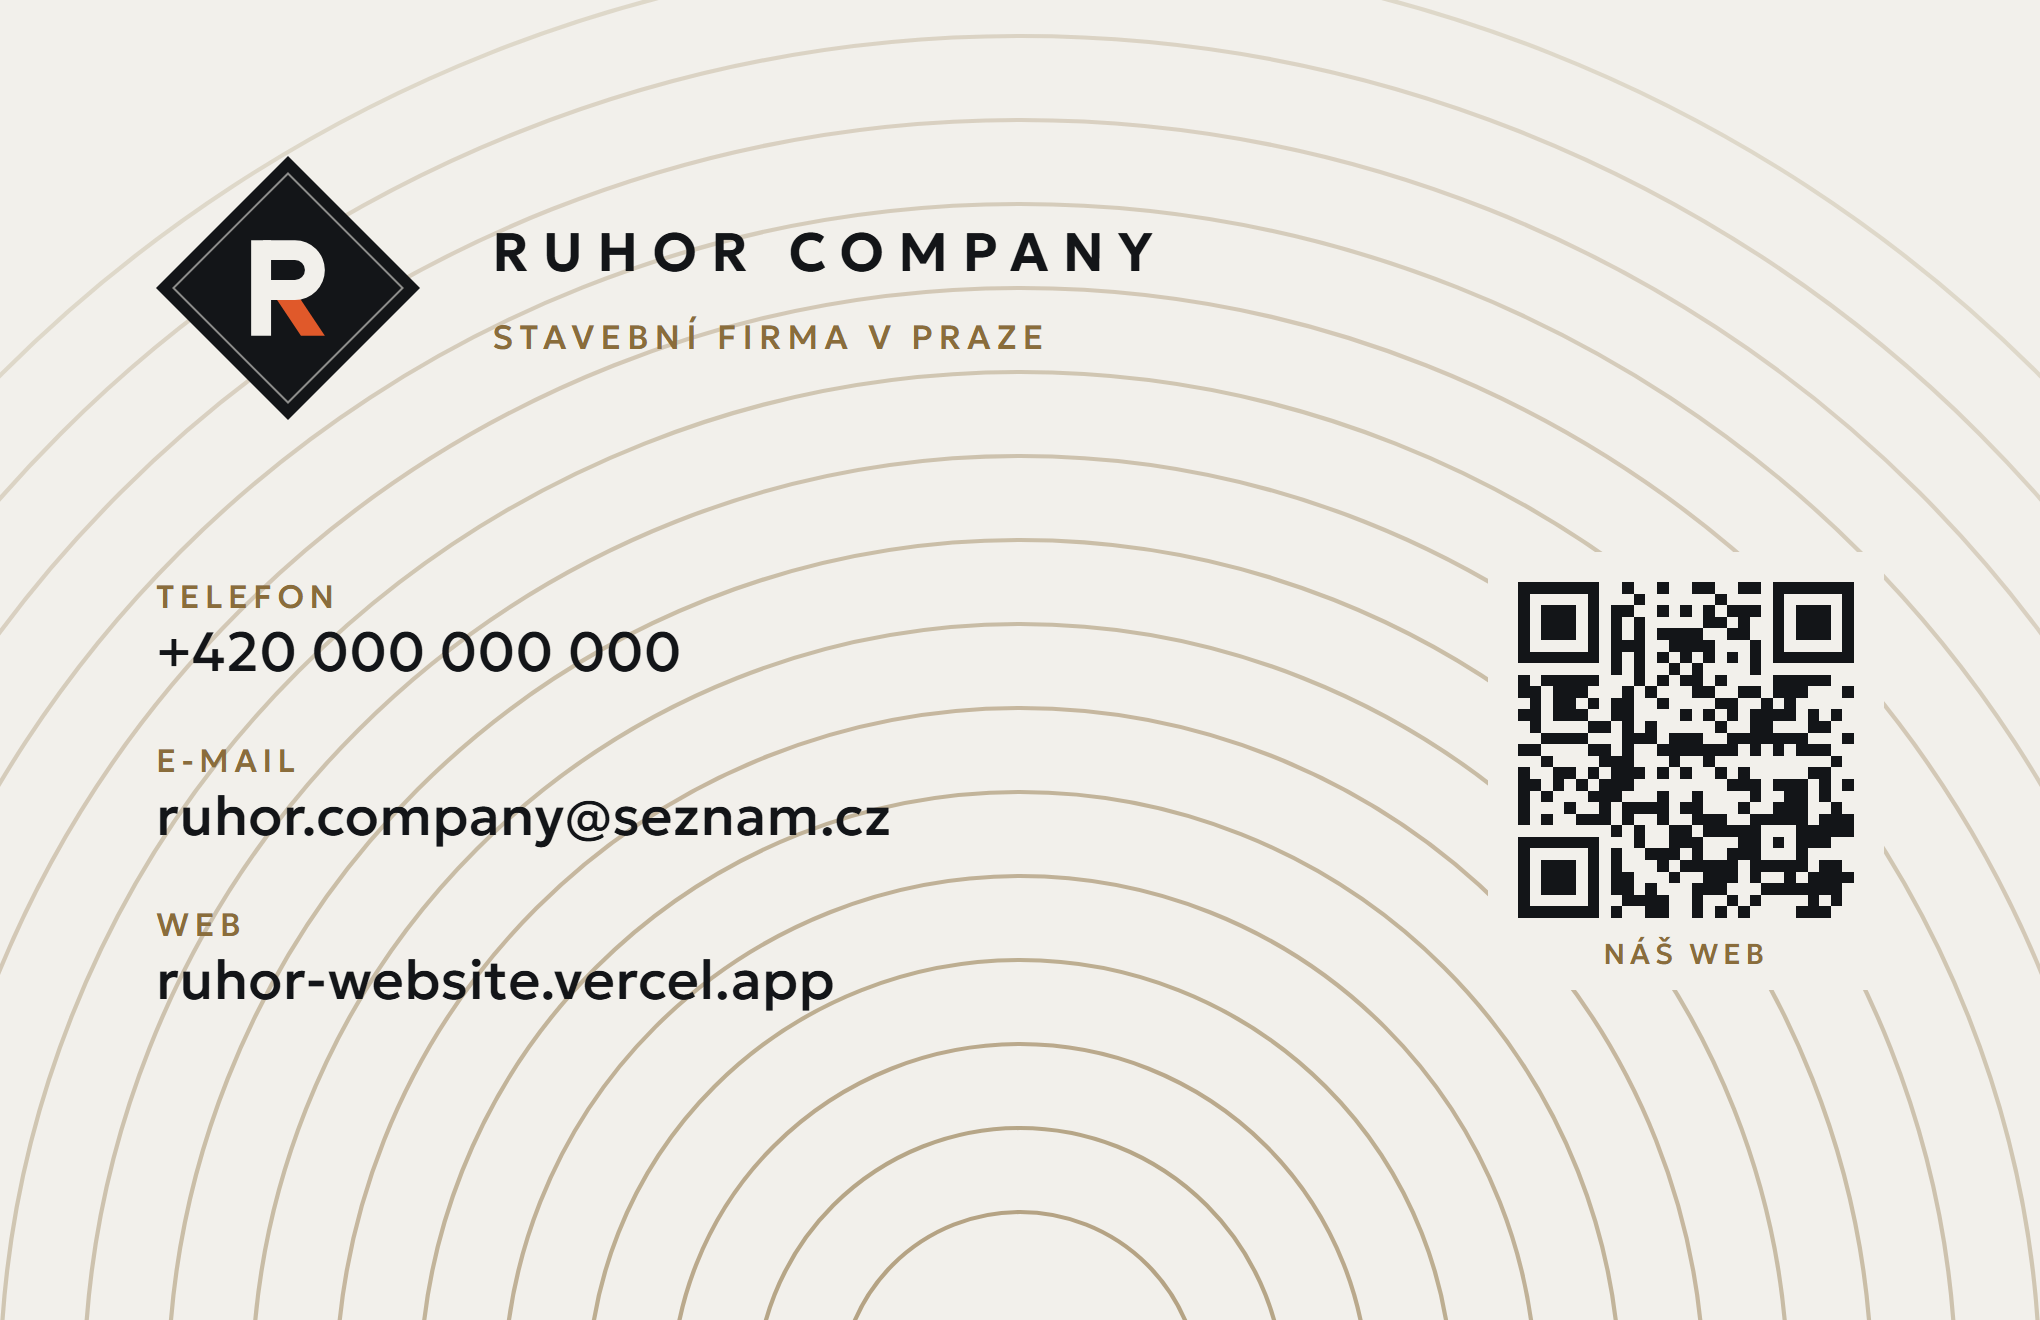 R
RUHOR COMPANY
STAVEBNÍ FIRMA V PRAZE
TELEFON
+420 000 000 000
E-MAIL
ruhor.company@seznam.cz
WEB
ruhor-website.vercel.app
NÁŠ WEB